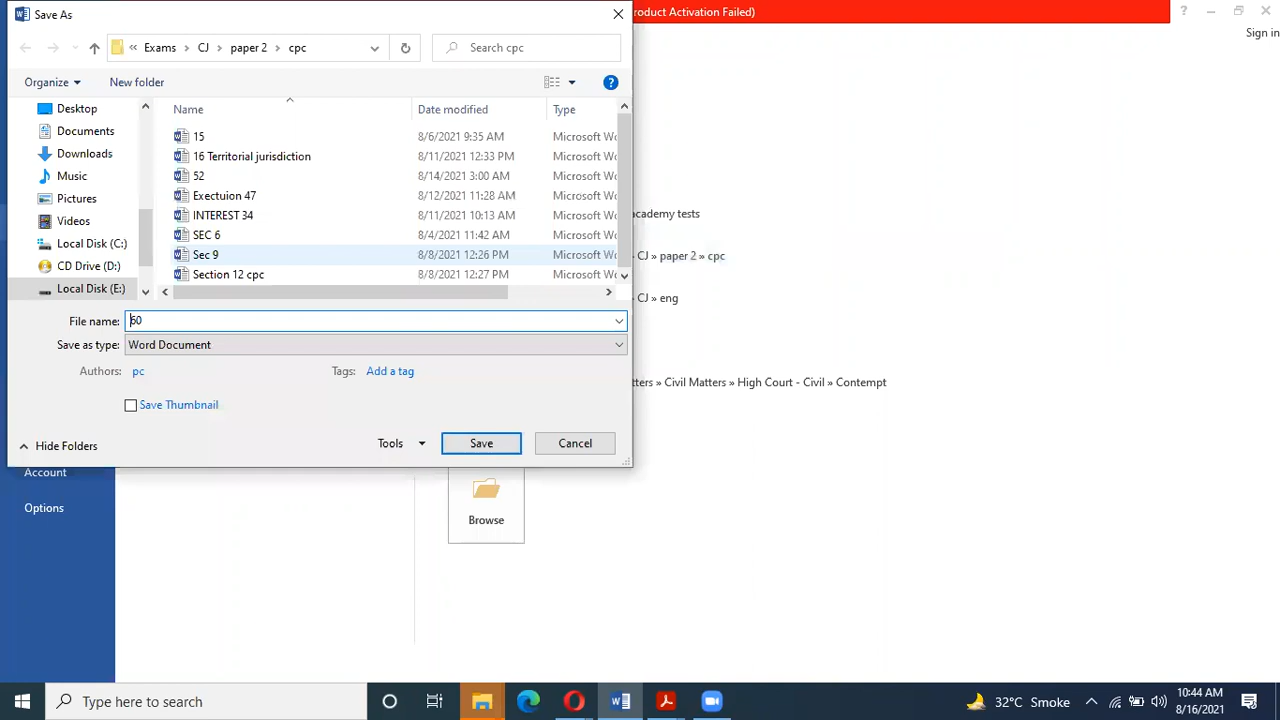 Save As
roduct Activation Failed)
Sign in
« Exams > CJ > paper 2 > cpc
Search cpc
Organize
New folder
Name
Date modified
Type
Desktop
Documents
Downloads
Music
Pictures
Videos
Local Disk (C:)
CD Drive (D:)
Local Disk (E:)
15 8/6/2021 9:35 AM Microsoft Wo
16 Territorial jurisdiction 8/11/2021 12:33 PM Microsoft Wo
52 8/14/2021 3:00 AM Microsoft Wo
Exectuion 47 8/12/2021 11:28 AM Microsoft Wo
INTEREST 34 8/11/2021 10:13 AM Microsoft Wo
SEC 6 8/4/2021 11:42 AM Microsoft Wo
Sec 9 8/8/2021 12:26 PM Microsoft Wo
Section 12 cpc 8/8/2021 12:27 PM Microsoft Wo
academy tests
CJ » paper 2 » cpc
CJ » eng
tters » Civil Matters » High Court - Civil » Contempt
File name: 60
Save as type: Word Document
Authors: pc
Tags: Add a tag
Save Thumbnail
Hide Folders
Tools
Save
Cancel
Account
Options
Browse
Type here to search
32°C Smoke
10:44 AM
8/16/2021